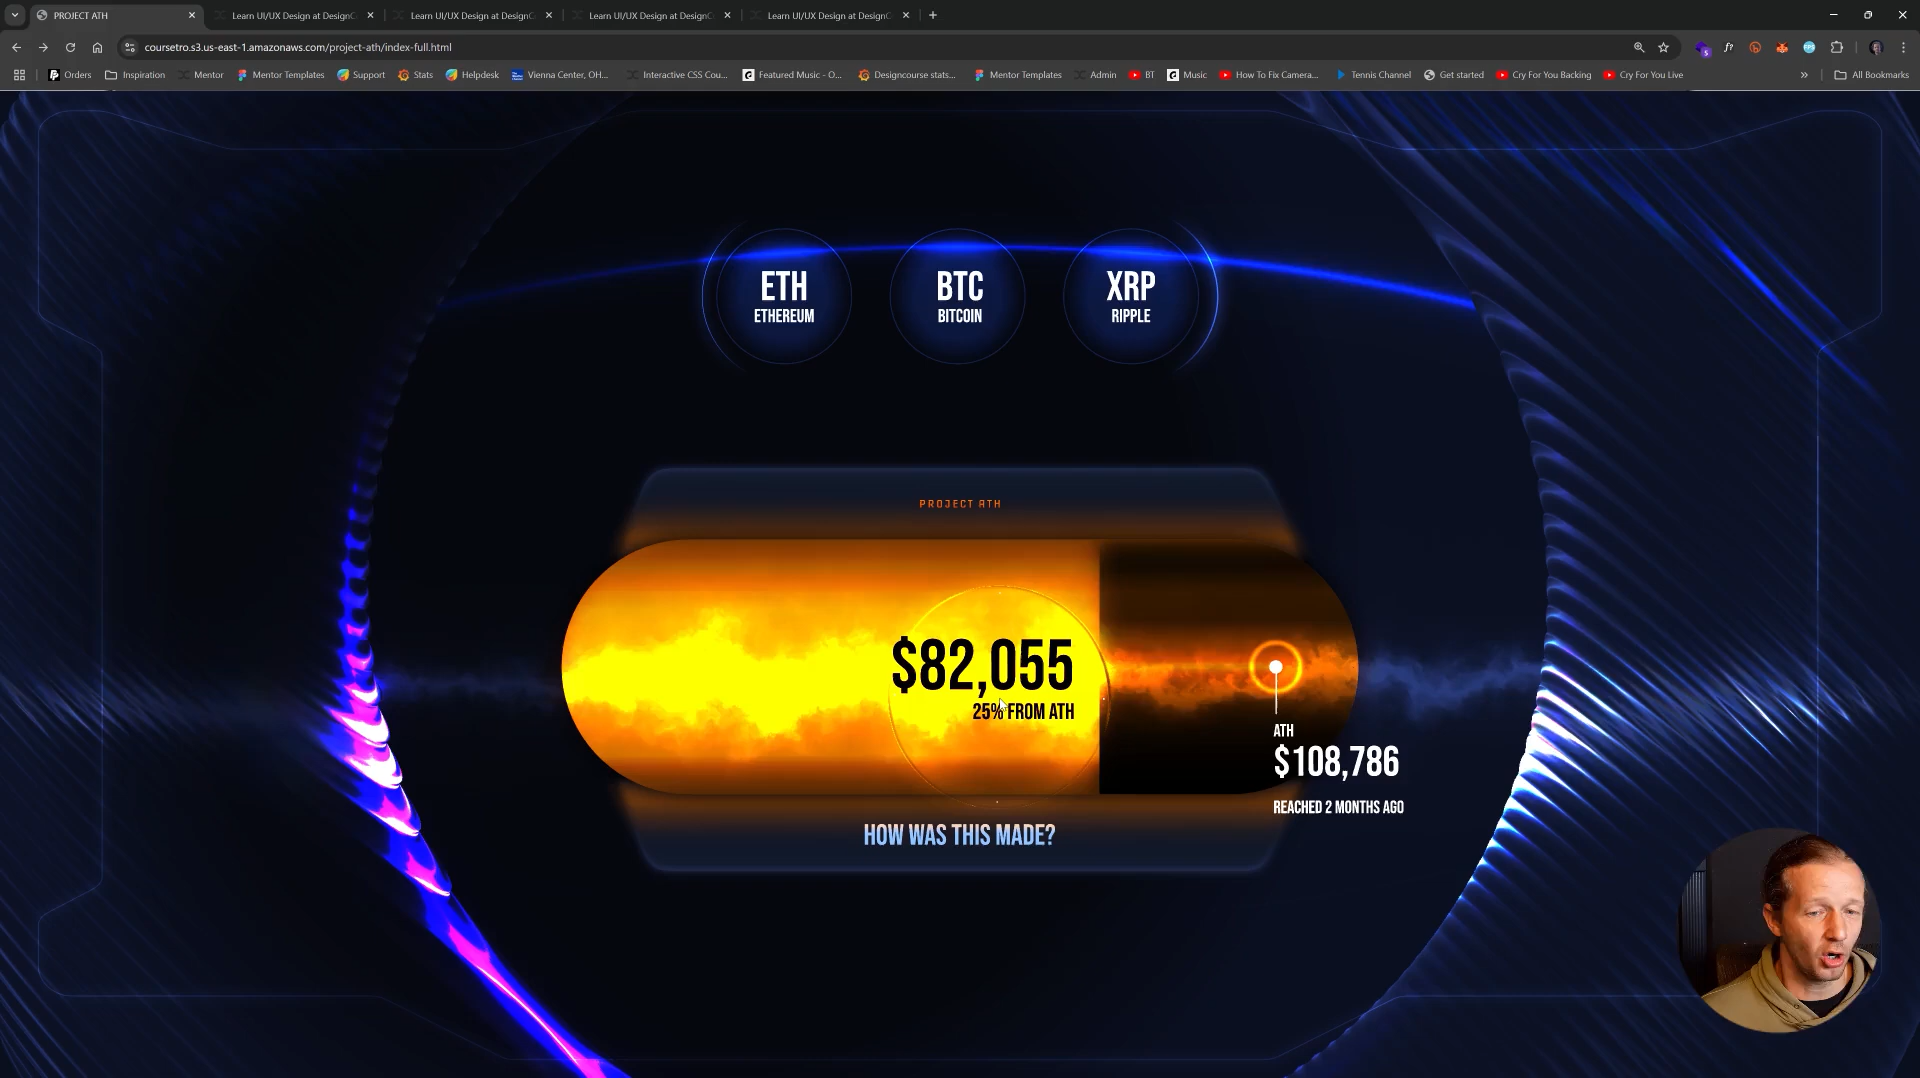 PROJECT ATH
Learn UI/UX Design at DesignC
Learn UI/UX Design at DesignC
Learn UI/UX Design at DesignC
Learn UI/UX Design at DesignC
coursetro.s3.us-east-1.amazonaws.com/project-ath/index-full.html
Orders
Inspiration
Mentor
Mentor Templates
Support
Stats
Helpdesk
Vienna Center, OH...
Interactive CSS Cou...
Featured Music - O...
Designcourse stats...
Mentor Templates
Admin
BT
Music
How To Fix Camera...
Tennis Channel
Get started
Cry For You Backing
Cry For You Live
All Bookmarks
ETH
ETHEREUM
BTC
BITCOIN
XRP
RIPPLE
PROJECT ATH
$82,055
25% FROM ATH
ATH
$108,786
REACHED 2 MONTHS AGO
HOW WAS THIS MADE?